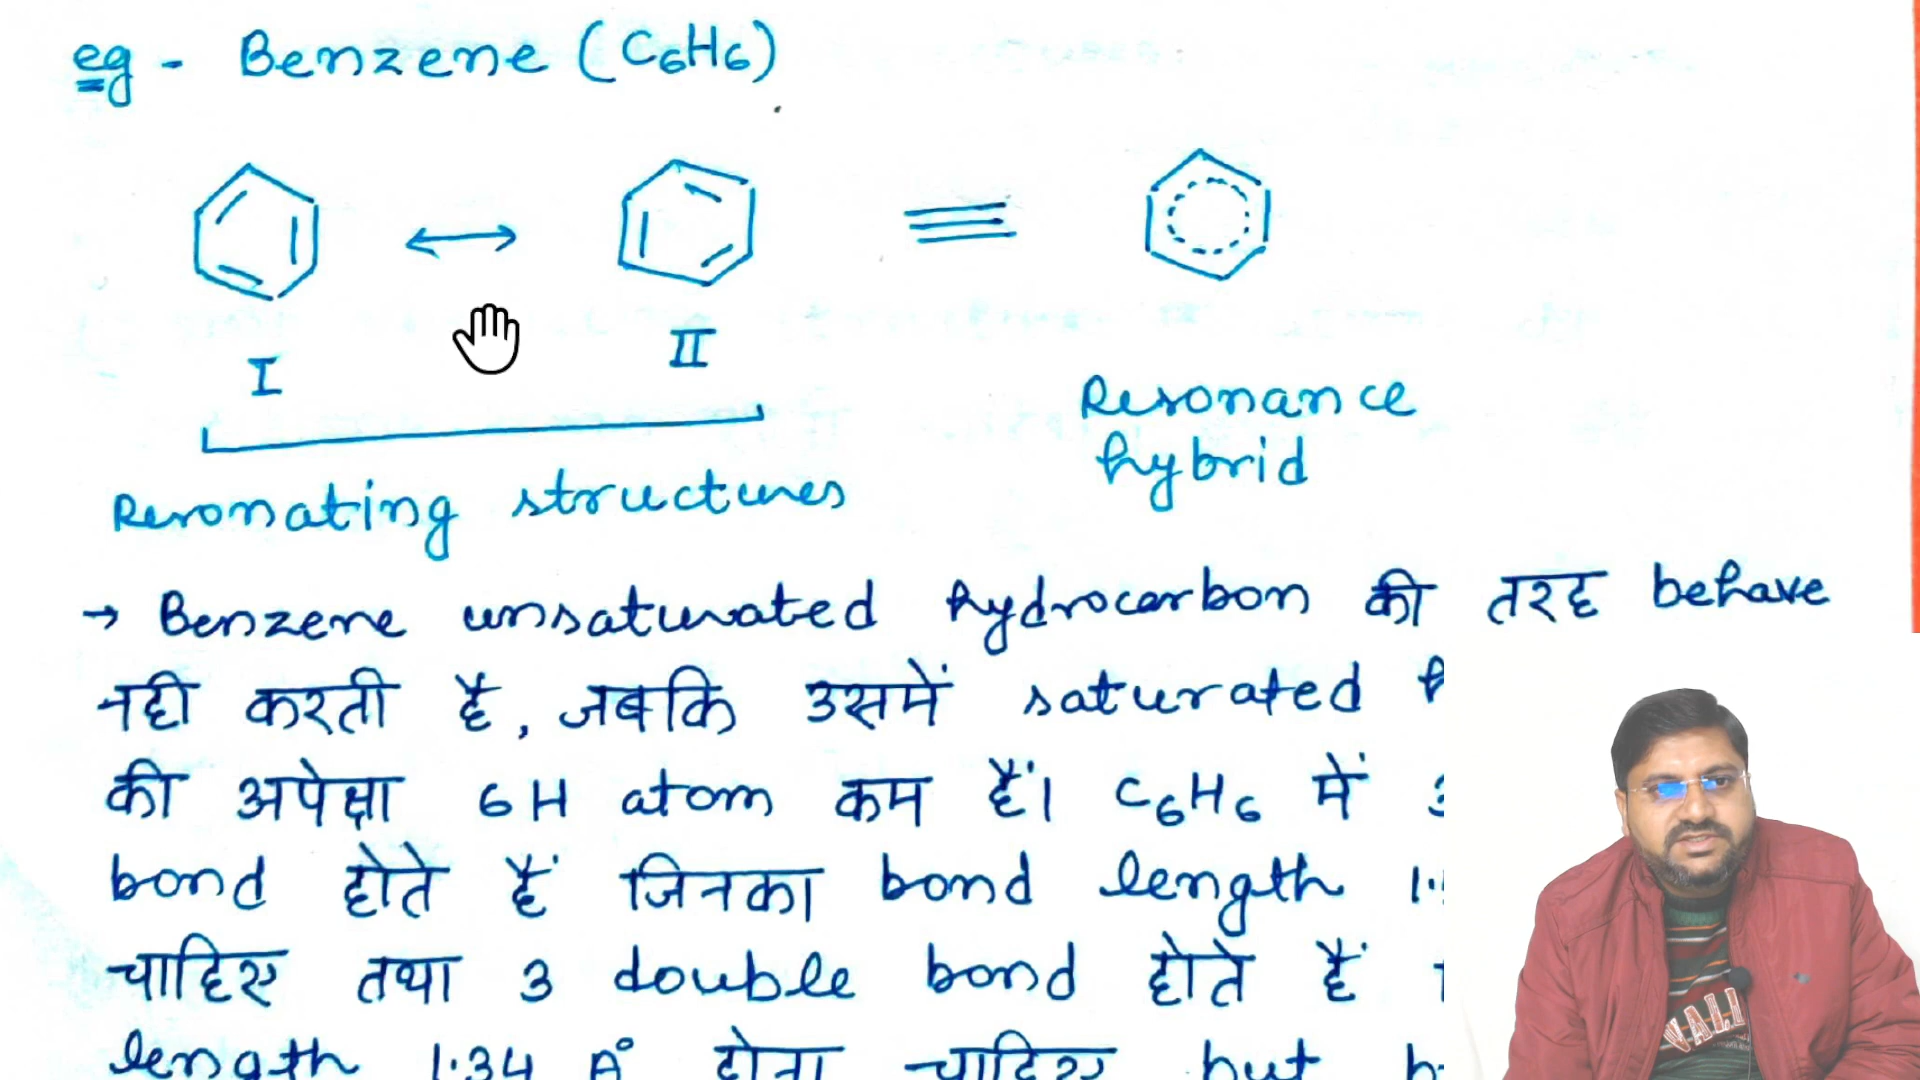 eg - Benzene (C6H6)
I
II
Resonating structures
Resonance
hybrid
→ Benzene unsaturated hydrocarbon की तरह behave
नही करती है, जबकि उसमें saturated
की अपेक्षा 6H atom कम हैं। C6H6 में
bond होते हैं जिनका bond length
चाहिए तथा 3 double bond होते हैं
length 1.34 A° होना चाहिए but
VALI